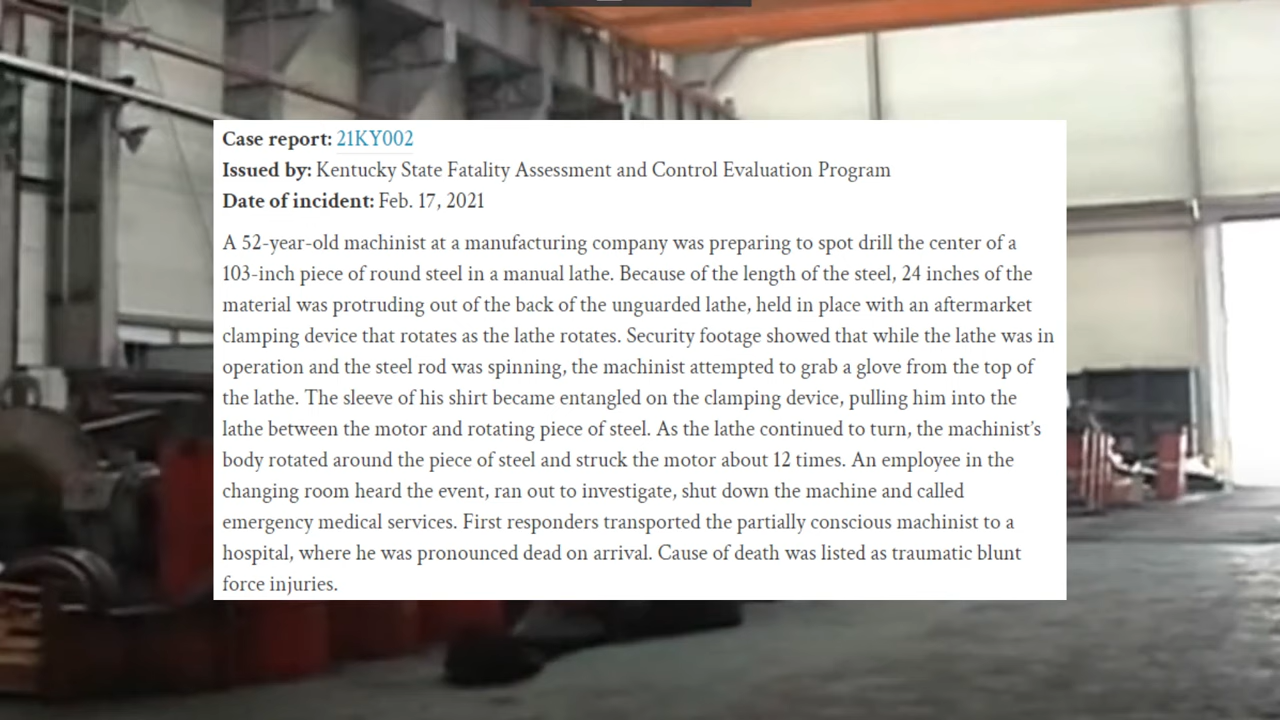 Case report: 21KY002
Issued by: Kentucky State Fatality Assessment and Control Evaluation Program
Date of incident: Feb. 17, 2021
A 52-year-old machinist at a manufacturing company was preparing to spot drill the center of a
103-inch piece of round steel in a manual lathe. Because of the length of the steel, 24 inches of the
material was protruding out of the back of the unguarded lathe, held in place with an aftermarket
clamping device that rotates as the lathe rotates. Security footage showed that while the lathe was in
operation and the steel rod was spinning, the machinist attempted to grab a glove from the top of
the lathe. The sleeve of his shirt became entangled on the clamping device, pulling him into the
lathe between the motor and rotating piece of steel. As the lathe continued to turn, the machinist’s
body rotated around the piece of steel and struck the motor about 12 times. An employee in the
changing room heard the event, ran out to investigate, shut down the machine and called
emergency medical services. First responders transported the partially conscious machinist to a
hospital, where he was pronounced dead on arrival. Cause of death was listed as traumatic blunt
force injuries.